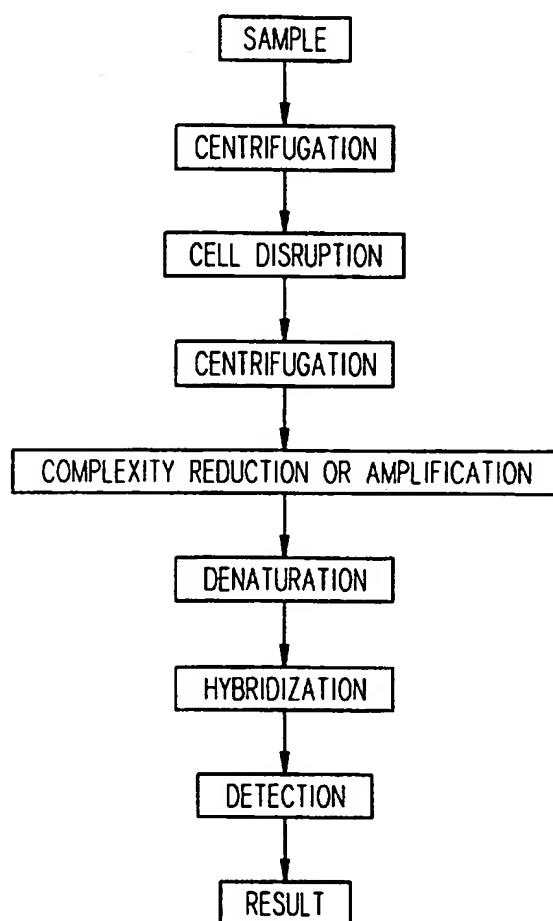 SAMPLE
CENTRIFUGATION
CELL DISRUPTION
CENTRIFUGATION
COMPLEXITY REDUCTION OR AMPLIFICATION
DENATURATION
HYBRIDIZATION
DETECTION
RESULT